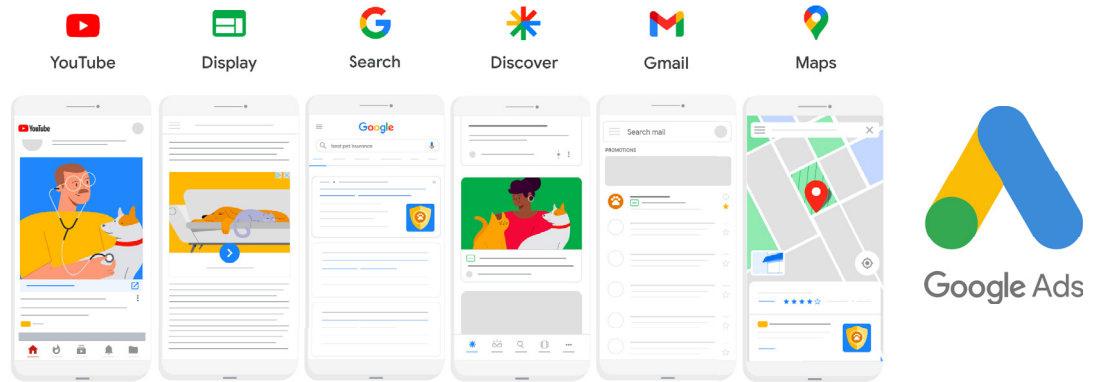 YouTube
Display
Search
Discover
Gmail
Maps
YouTube
Google
best pet insurance
Search mail
PROMOTIONS
Google Ads